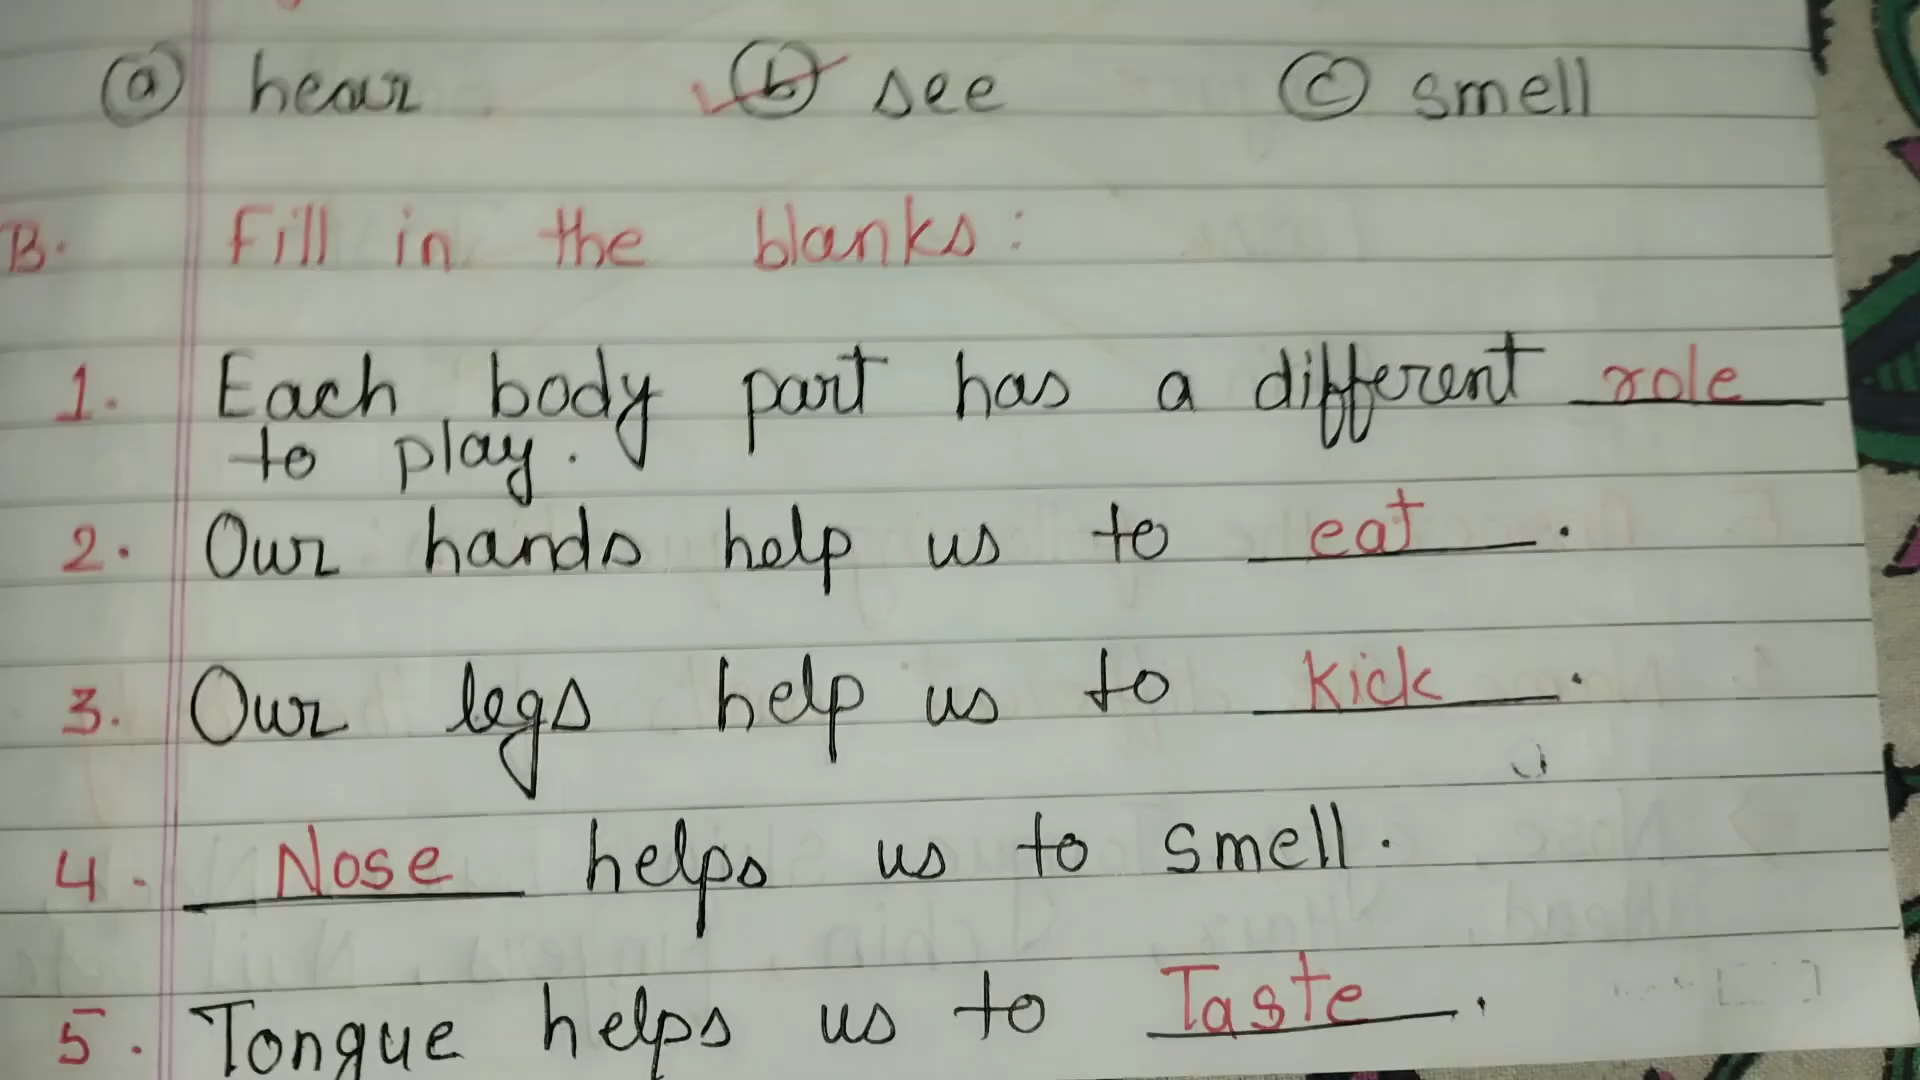 (a) hear (b) see (c) smell
B. Fill in the blanks:
1. Each body part has a different role
to play.
2. Our hands help us to eat.
3. Our legs help us to kick.
4. Nose helps us to smell.
5. Tongue helps us to Taste.